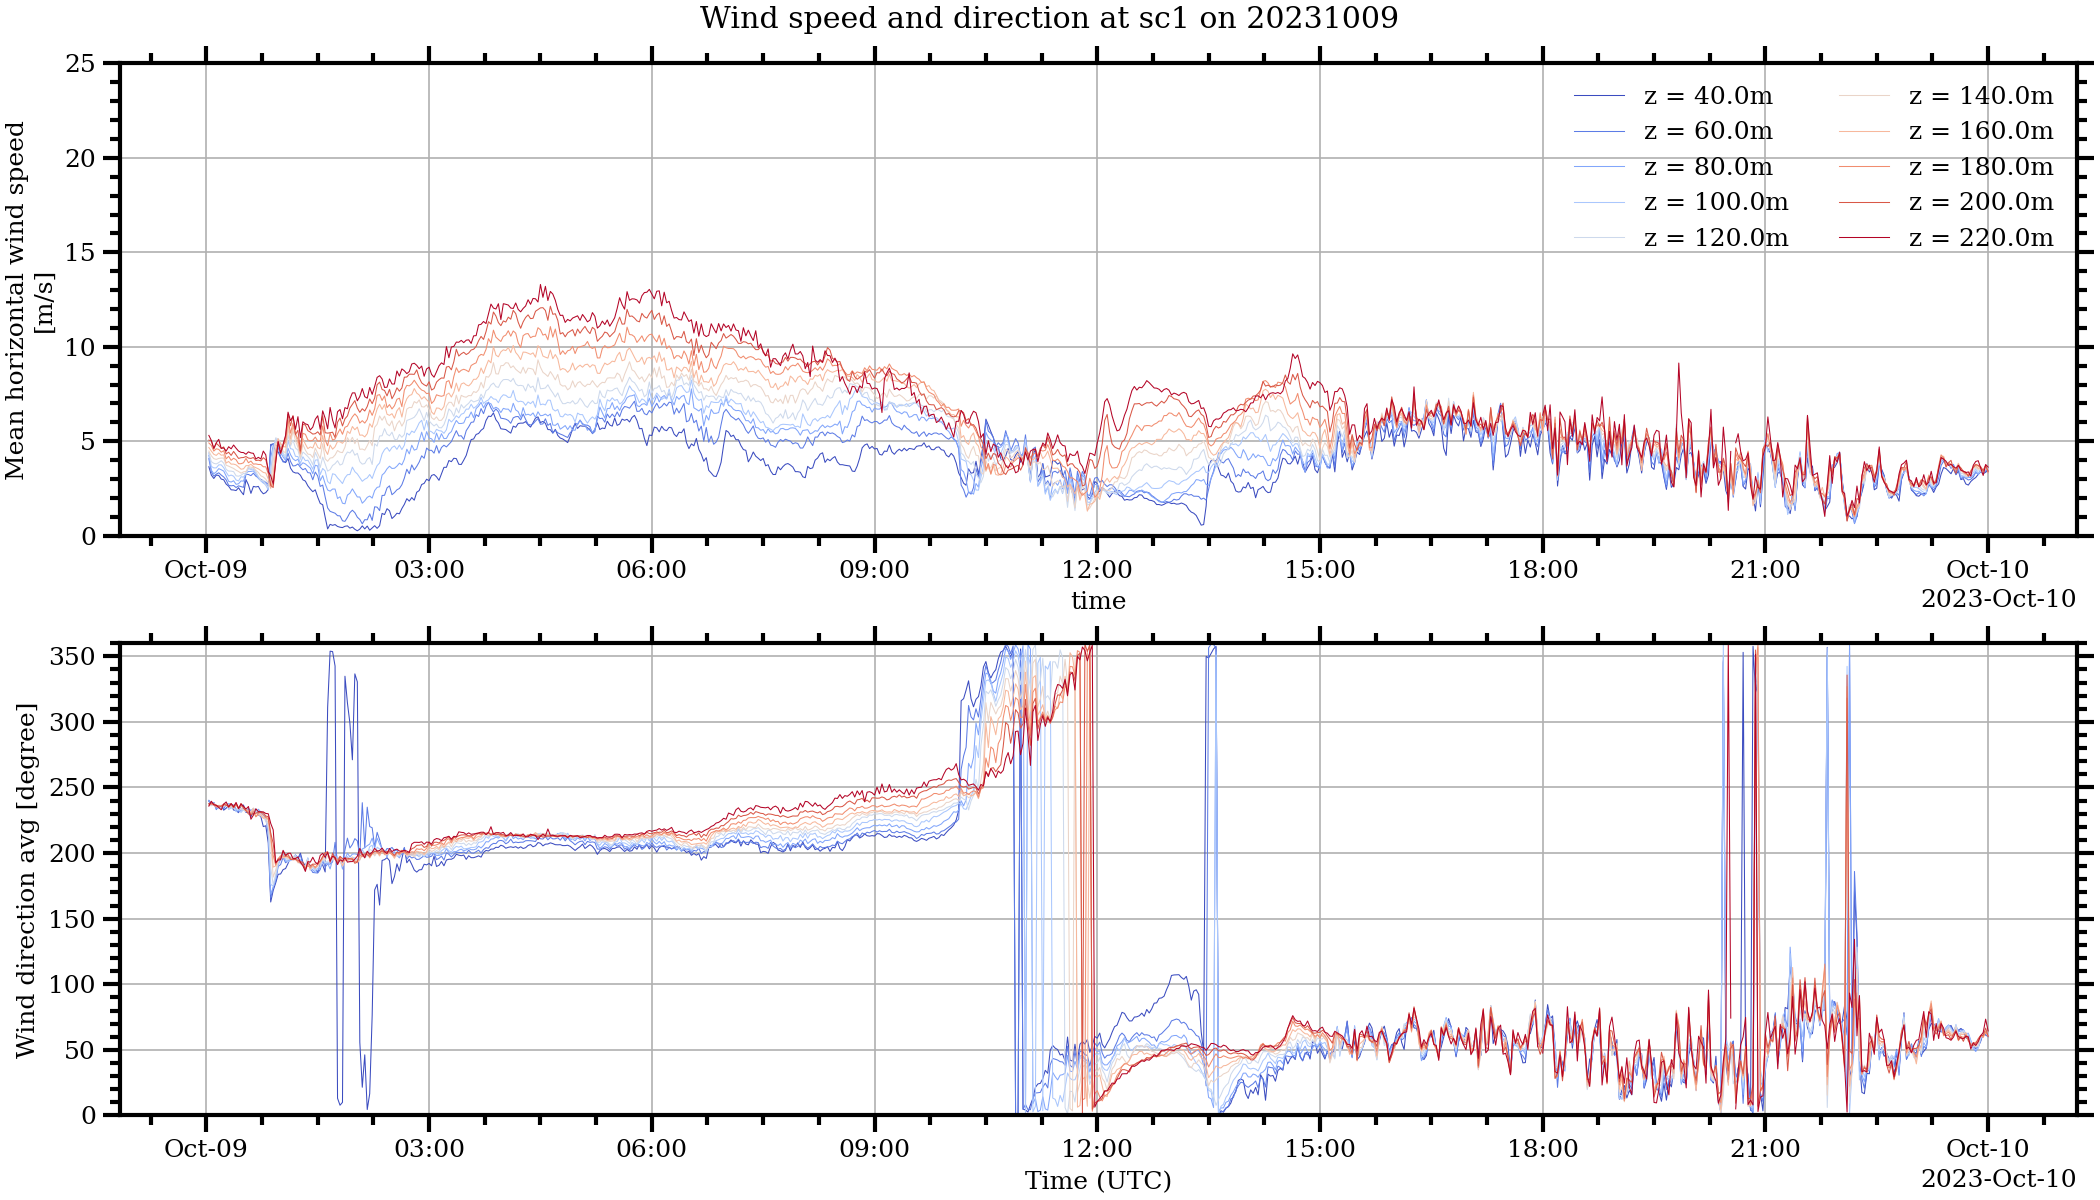 Wind speed and direction at sc1 on 20231009
Mean horizontal wind speed
[m/s]
25
20
15
10
5
0
z = 40.0m
z = 60.0m
z = 80.0m
z = 100.0m
z = 120.0m
z = 140.0m
z = 160.0m
z = 180.0m
z = 200.0m
z = 220.0m
Oct-09 03:00 06:00 09:00 12:00 15:00 18:00 21:00 Oct-10
time
2023-Oct-10
Wind direction avg [degree]
350
300
250
200
150
100
50
0
Oct-09 03:00 06:00 09:00 12:00 15:00 18:00 21:00 Oct-10
Time (UTC)
2023-Oct-10